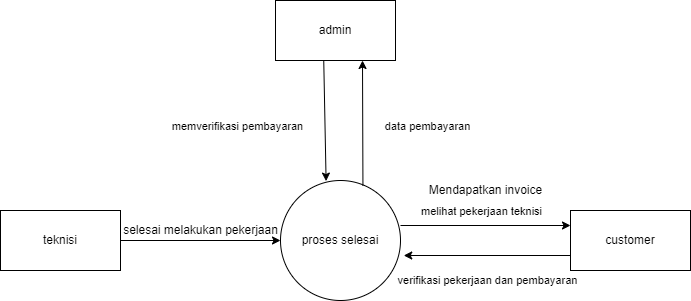 admin
memverifikasi pembayaran
data pembayaran
Mendapatkan invoice
melihat pekerjaan teknisi
teknisi
selesai melakukan pekerjaan
proses selesai
customer
verifikasi pekerjaan dan pembayaran